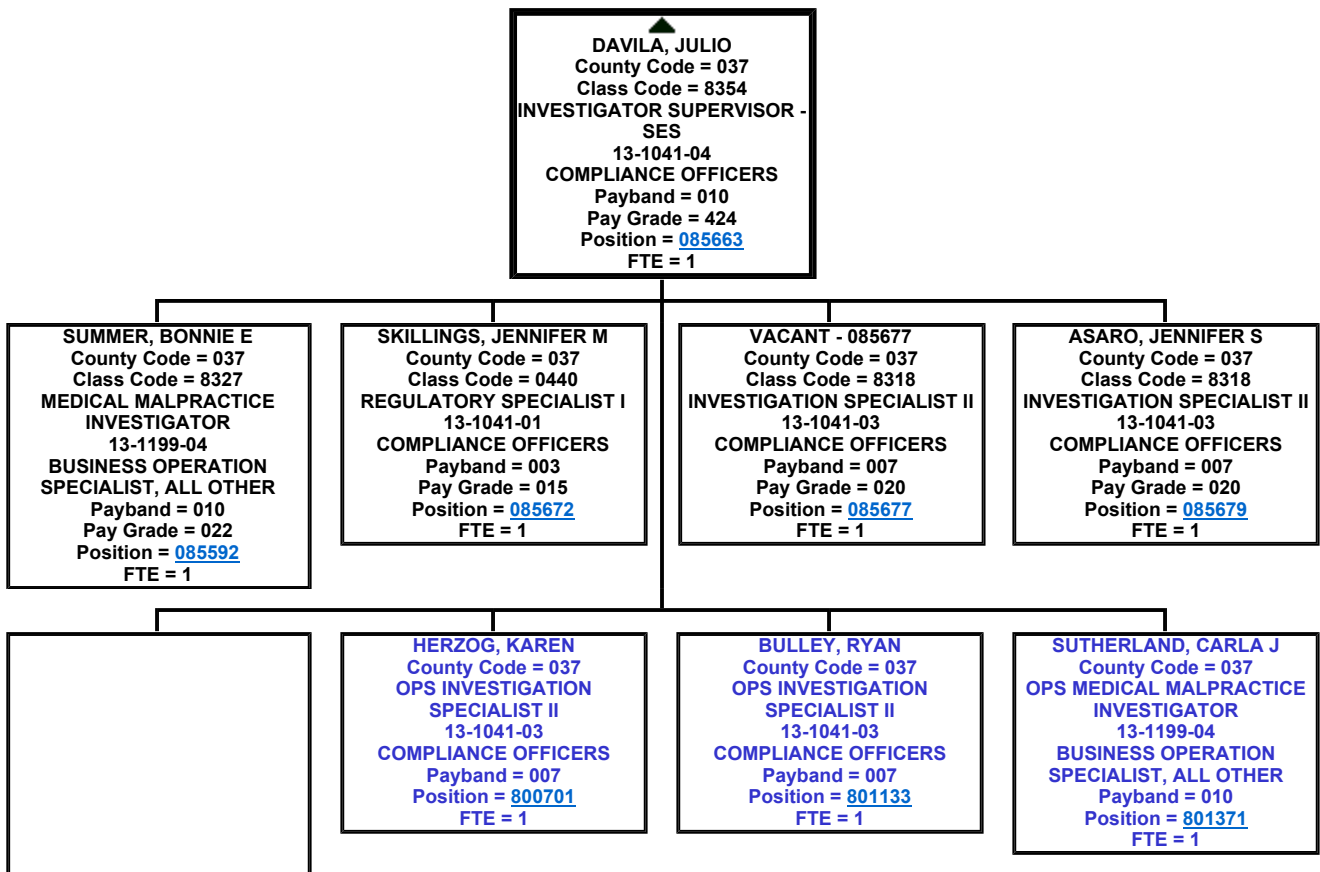 DAVILA, JULIO
County Code = 037
Class Code = 8354
INVESTIGATOR SUPERVISOR -
SES
13-1041-04
COMPLIANCE OFFICERS
Payband = 010
Pay Grade = 424
Position = 085663
FTE = 1
SUMMER, BONNIE E
County Code = 037
Class Code = 8327
MEDICAL MALPRACTICE
INVESTIGATOR
13-1199-04
BUSINESS OPERATION
SPECIALIST, ALL OTHER
Payband = 010
Pay Grade = 022
Position = 085592
FTE = 1
SKILLINGS, JENNIFER M
County Code = 037
Class Code = 0440
REGULATORY SPECIALIST I
13-1041-01
COMPLIANCE OFFICERS
Payband = 003
Pay Grade = 015
Position = 085672
FTE = 1
VACANT - 085677
County Code = 037
Class Code = 8318
INVESTIGATION SPECIALIST II
13-1041-03
COMPLIANCE OFFICERS
Payband = 007
Pay Grade = 020
Position = 085677
FTE = 1
ASARO, JENNIFER S
County Code = 037
Class Code = 8318
INVESTIGATION SPECIALIST II
13-1041-03
COMPLIANCE OFFICERS
Payband = 007
Pay Grade = 020
Position = 085679
FTE = 1
HERZOG, KAREN
County Code = 037
OPS INVESTIGATION
SPECIALIST II
13-1041-03
COMPLIANCE OFFICERS
Payband = 007
Position = 800701
FTE = 1
BULLEY, RYAN
County Code = 037
OPS INVESTIGATION
SPECIALIST II
13-1041-03
COMPLIANCE OFFICERS
Payband = 007
Position = 801133
FTE = 1
SUTHERLAND, CARLA J
County Code = 037
OPS MEDICAL MALPRACTICE
INVESTIGATOR
13-1199-04
BUSINESS OPERATION
SPECIALIST, ALL OTHER
Payband = 010
Position = 801371
FTE = 1